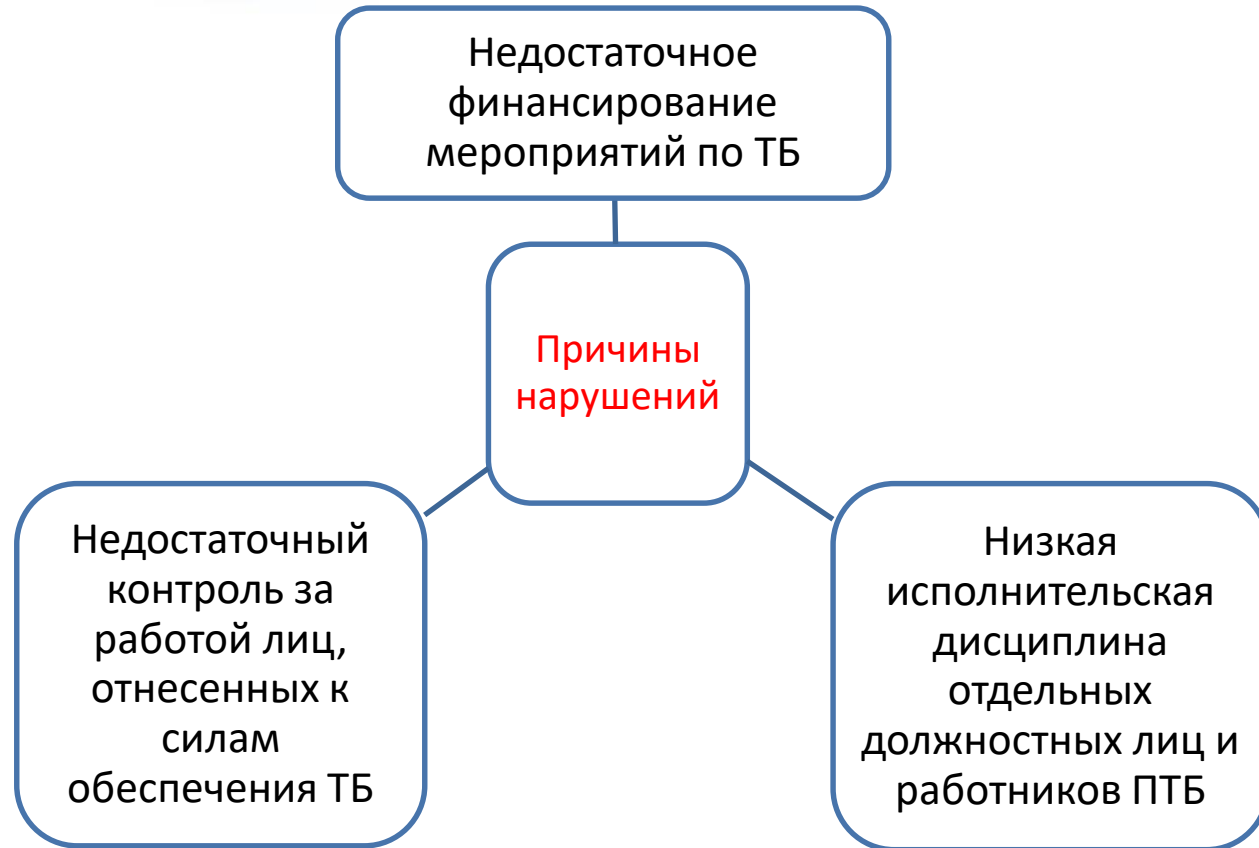 Недостаточное
финансирование
мероприятий по ТБ
Причины
нарушений
Недостаточный
контроль за
работой лиц,
отнесенных к
силам
обеспечения ТБ
Низкая
исполнительская
дисциплина
отдельных
должностных лиц и
работников ПТБ